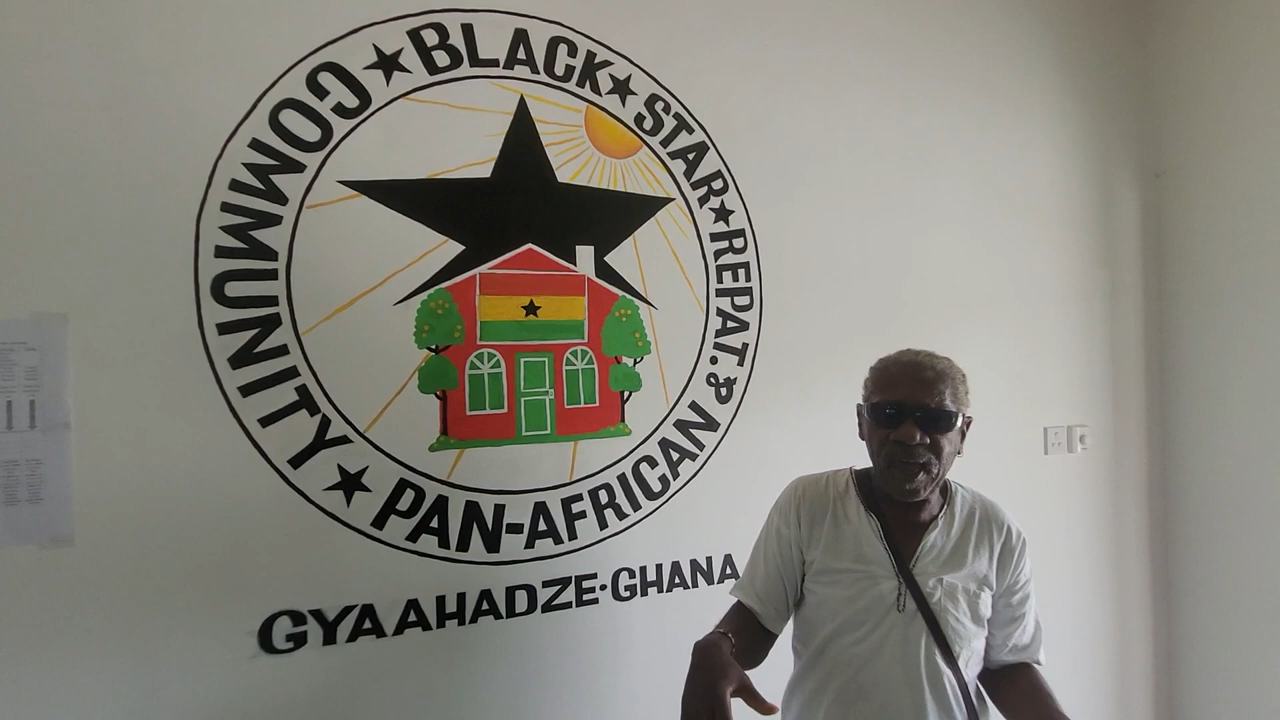 BLACK★STAR★REPAT.& PAN-AFRICAN★COMMUNITY★
GYAAHADZE·GHANA